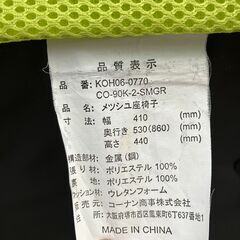 品質表示
品番：KOH06-0770
CO-90K-2-SMGR
品名：メッシュ座椅子
寸 法：幅 410 (mm)
奥行き 530(860) (mm)
高さ 440 (mm)
構造部材：金属（鋼）
張り材：ポリエステル 100%
ポリエステル 100%
ウレタンフォーム
販売元：コーナン商事株式会社
大阪府堺市西区鳳東町6丁637番地1
MADE IN CHINA